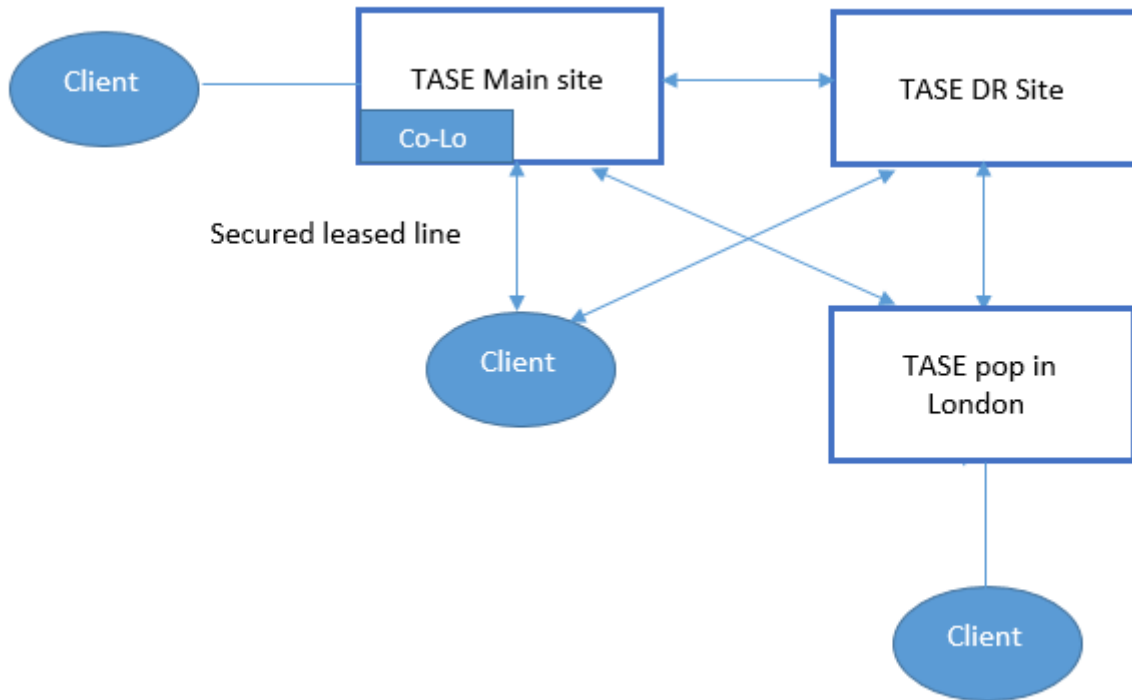 Client
TASE Main site
TASE DR Site
Co-Lo
Secured leased line
Client
TASE pop in
London
Client